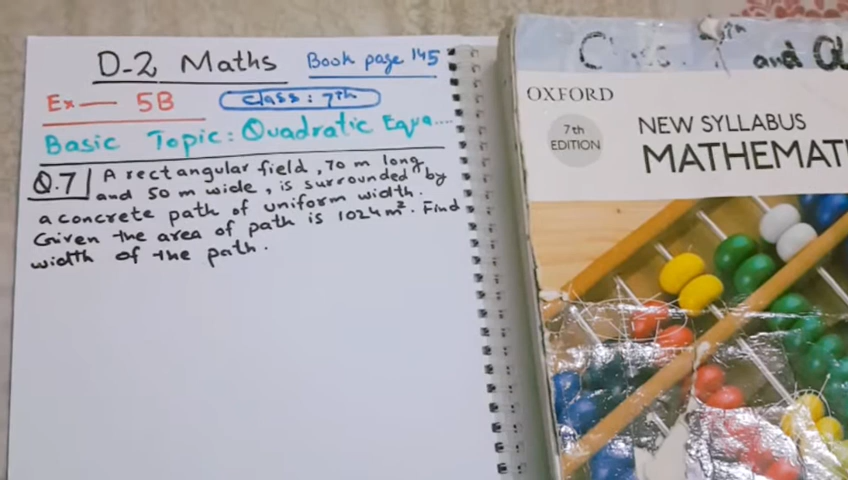 D-2 Maths
Book page 145
Ex — 5B
Class: 7th
Basic Topic: Quadratic Equa....
Q.7 A rectangular field, 70 m long
and 50 m wide, is surrounded by
a concrete path of uniform width.
Given the area of path is 1024 m². Find
width of the path.
and
OXFORD
7th
EDITION
NEW SYLLABUS
MATHEMATI